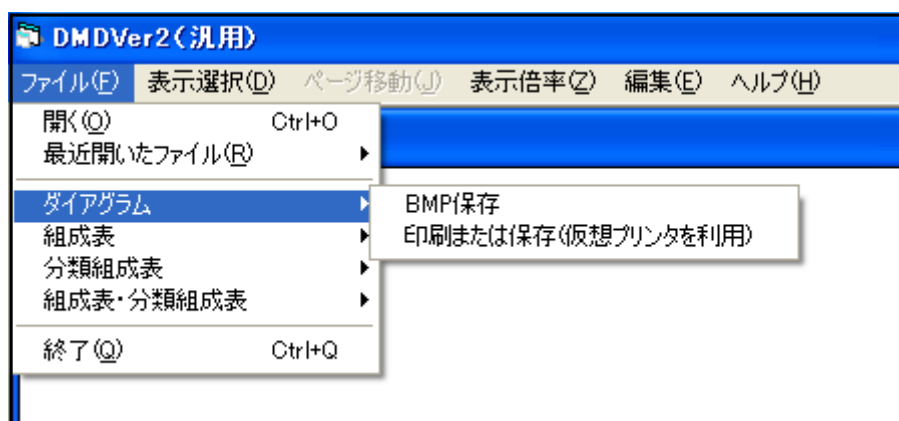 DMDVer2(汎用)
ファイル(F) 表示選択(D) ページ移動(J) 表示倍率(Z) 編集(E) ヘルプ(H)
開く(O) Ctrl+O
最近開いたファイル(R)
ダイアグラム
BMP保存
組成表
印刷または保存(仮想プリンタを利用)
分類組成表
組成表・分類組成表
終了(Q) Ctrl+Q